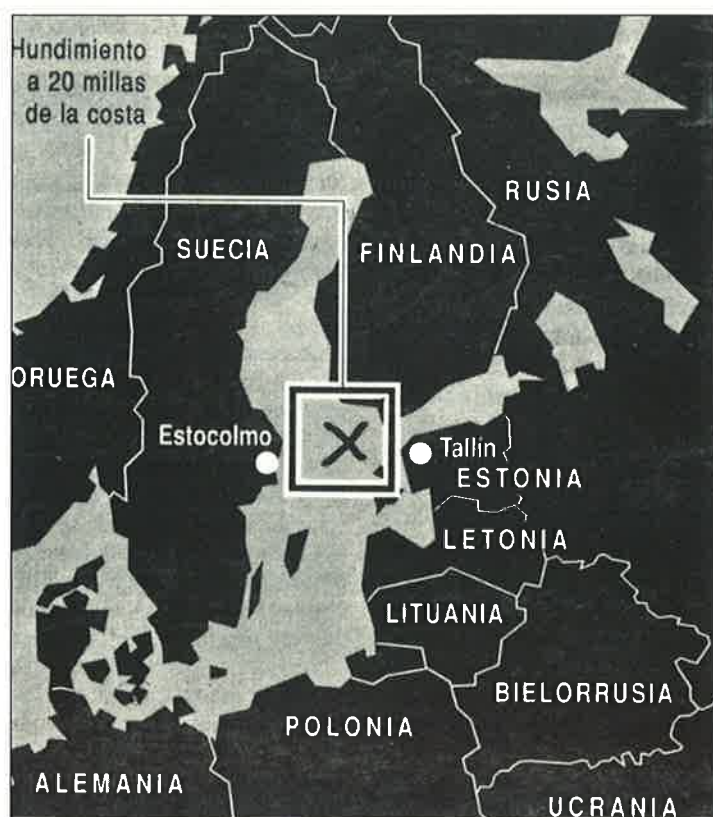 Hundimiento
a 20 millas
de la costa
RUSIA
SUECIA
FINLANDIA
ORUEGA
Estocolmo
X
Tallin
ESTONIA
LETONIA
LITUANIA
BIELORRUSIA
POLONIA
ALEMANIA
UCRANIA